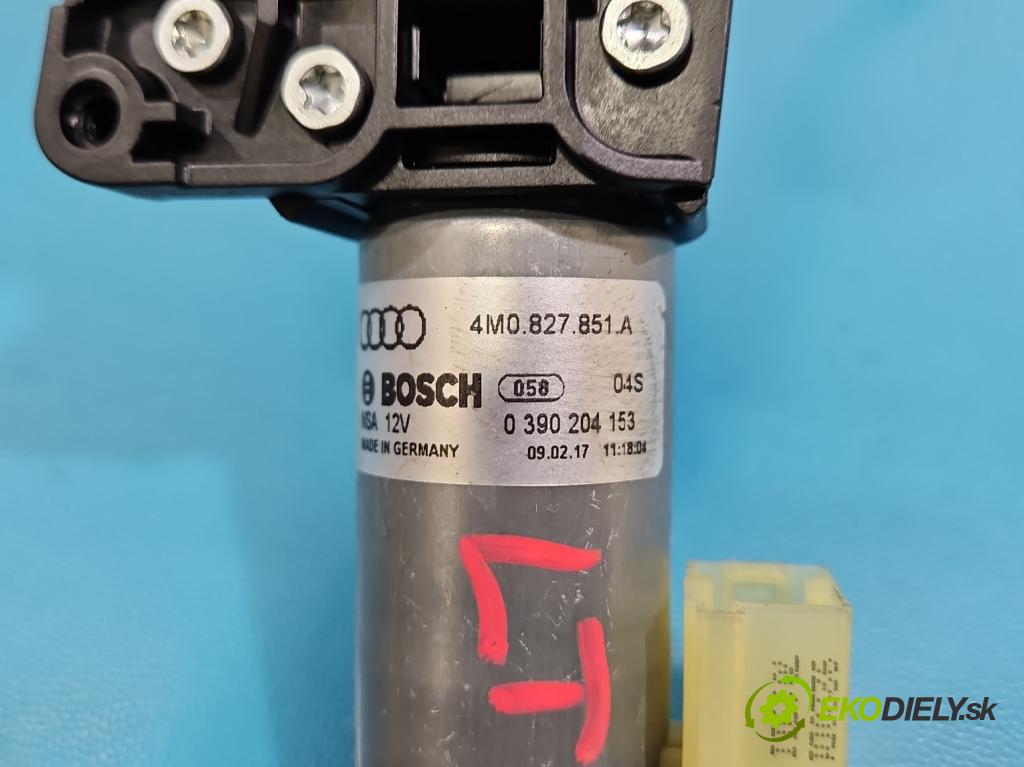 4M0.827.851.A
BOSCH 058 04S
NSA 12V 0 390 204 153
MADE IN GERMANY 09.02.17 11:18:04
EKODIELY.sk